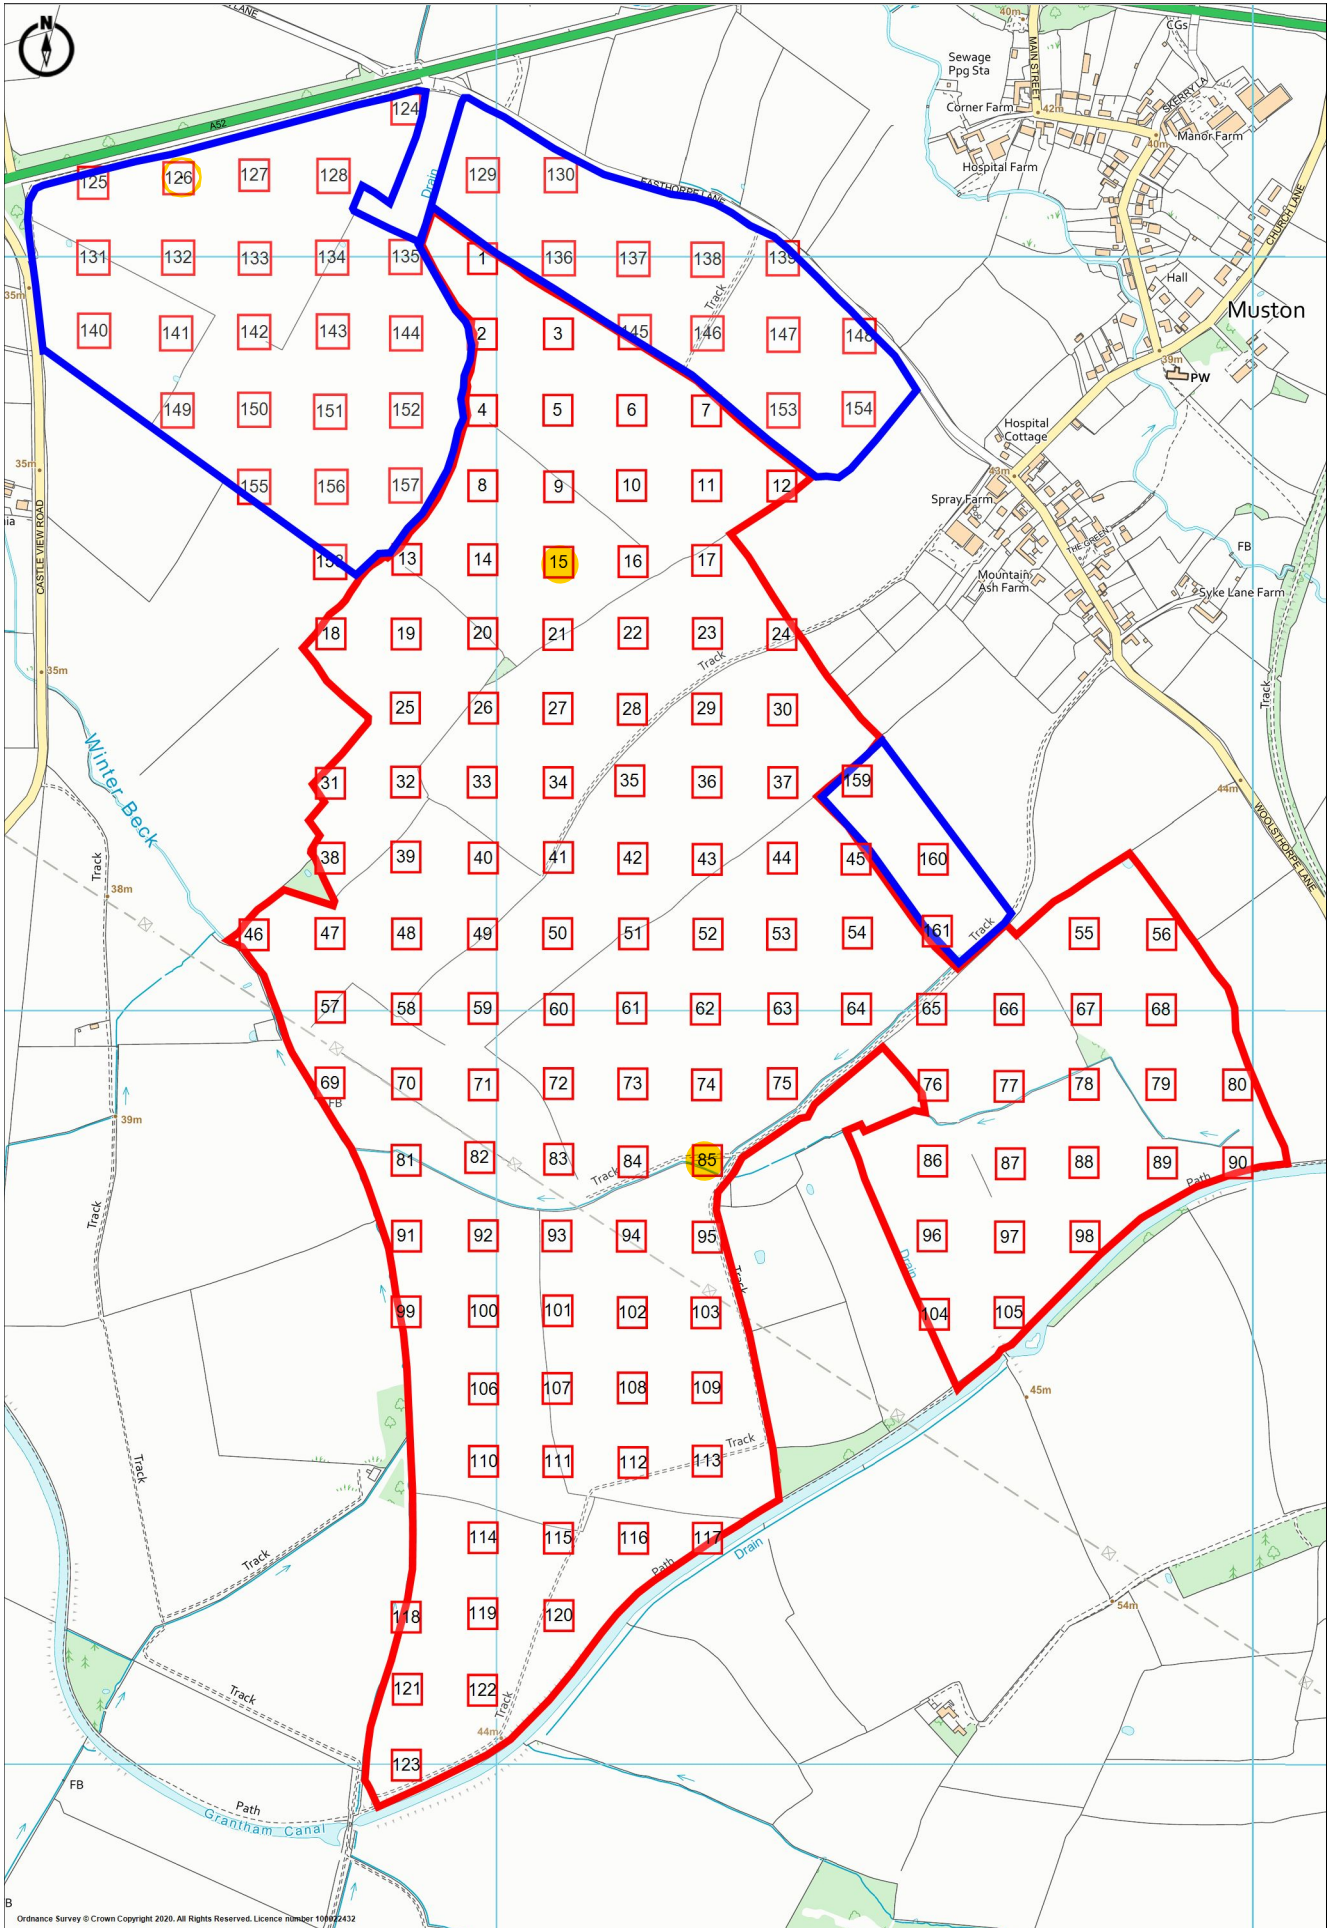 N
LANE
40m
CGs
MAIN STREET
Sewage
Ppg Sta
SKERRY LA
Corner Farm
42m
Manor Farm
40m
Hospital Farm
A52
124
125
126
127
128
Drain
129
130
EASTHORPE LANE
CHURCH LANE
131
132
133
134
135
1
136
137
138
139
Hall
35m
Track
Muston
140
141
142
143
144
2
3
145
146
147
148
39m
PW
149
150
151
152
4
5
6
7
153
154
Hospital
Cottage
35m
43m
155
156
157
8
9
10
11
12
Spray Farm
CASTLE VIEW ROAD
ia
THE GREEN
FB
13
14
15
16
17
Mountain
Ash Farm
Syke Lane Farm
18
19
20
21
22
23
24
35m
Track
Track
25
26
27
28
29
30
Winter Beck
31
32
33
34
35
36
37
159
44m
WOOLSTHORPE LANE
Track
38
39
40
41
42
43
44
45
160
38m
46
47
48
49
50
51
52
53
54
161
Track
55
56
57
58
59
60
61
62
63
64
65
66
67
68
69
70
71
72
73
74
75
76
77
78
79
80
FB
39m
81
82
83
84
85
86
87
88
89
90
Track
Path
Track
91
92
93
94
95
96
97
98
Drain
Track
99
100
101
102
103
104
105
106
107
108
109
45m
Track
Track
110
111
112
113
114
115
116
117
Track
Path
Drain
118
119
120
54m
121
122
Track
Track
44m
123
FB
Path
Grantham Canal
B
Ordnance Survey © Crown Copyright 2020. All Rights Reserved. Licence number 100022432